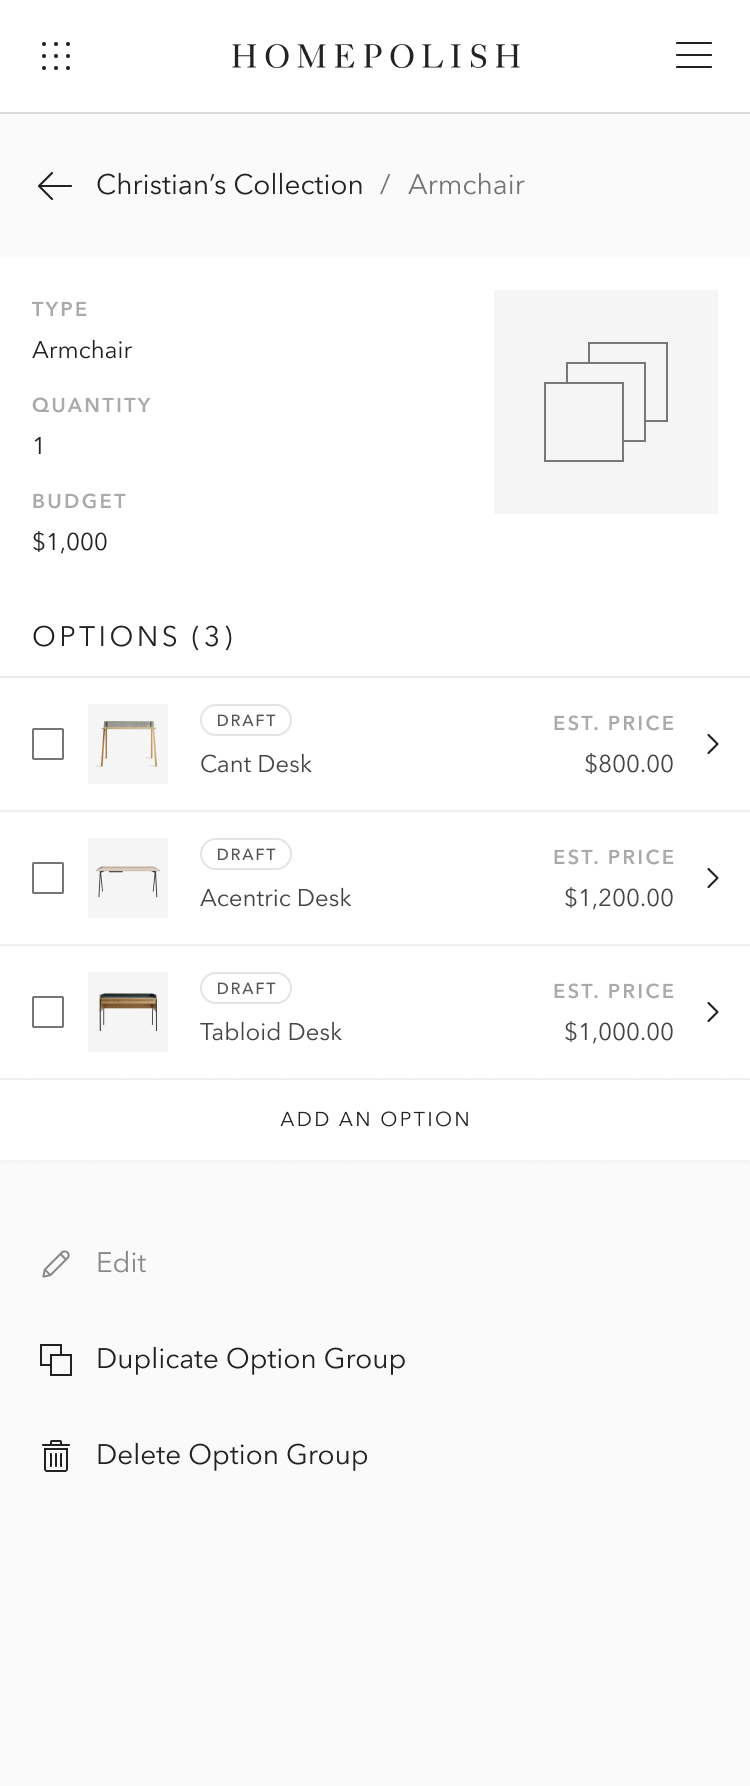 HOMEPOLISH
Christian’s Collection / Armchair
TYPE
Armchair
QUANTITY
1
BUDGET
$1,000
OPTIONS (3)
DRAFT
Cant Desk
EST. PRICE
$800.00
DRAFT
Acentric Desk
EST. PRICE
$1,200.00
DRAFT
Tabloid Desk
EST. PRICE
$1,000.00
ADD AN OPTION
Edit
Duplicate Option Group
Delete Option Group